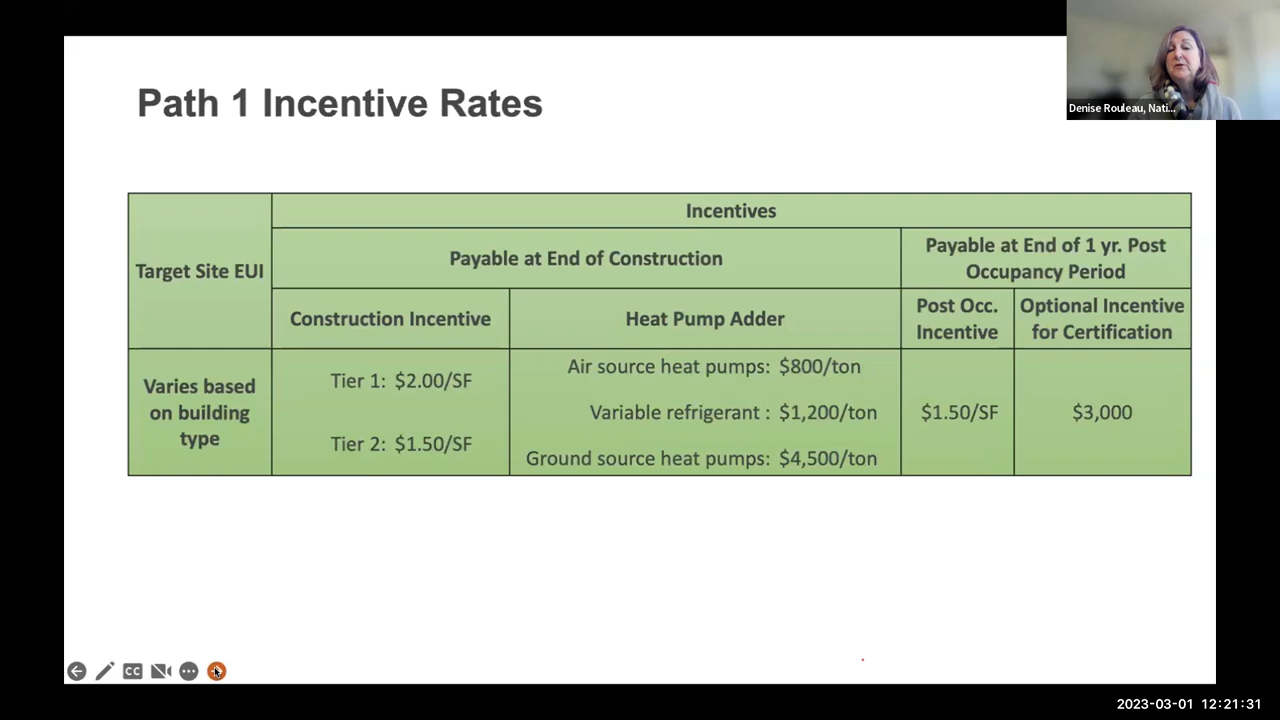 Path 1 Incentive Rates
Denise Rouleau, Nati...
Target Site EUI
Incentives
Payable at End of Construction
Payable at End of 1 yr. Post
Occupancy Period
Construction Incentive
Heat Pump Adder
Post Occ.
Incentive
Optional Incentive
for Certification
Varies based
on building
type
Tier 1: $2.00/SF
Tier 2: $1.50/SF
Air source heat pumps: $800/ton
Variable refrigerant : $1,200/ton
Ground source heat pumps: $4,500/ton
$1.50/SF
$3,000
CC
2023-03-01 12:21:31